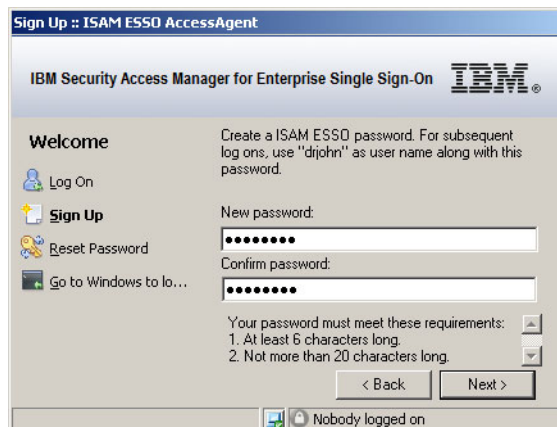 Sign Up :: ISAM ESSO AccessAgent
IBM Security Access Manager for Enterprise Single Sign-On
IBM®
Welcome
Log On
Sign Up
Reset Password
Go to Windows to lo...
Create a ISAM ESSO password. For subsequent
log ons, use "drjohn" as user name along with this
password.
New password:
●●●●●●●●
Confirm password:
●●●●●●●●
Your password must meet these requirements:
1. At least 6 characters long.
2. Not more than 20 characters long.
< Back
Next >
Nobody logged on